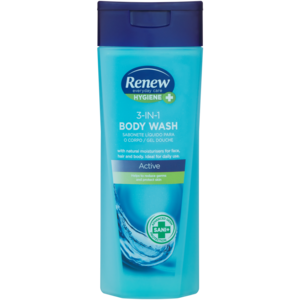 Renew
everyday care
HYGIENE +
3-IN-1
BODY WASH
SABONETE LÍQUIDO PARA
O CORPO / GEL DOUCHE
with natural moisturisers for face,
hair and body. Ideal for daily use
Active
SANI+